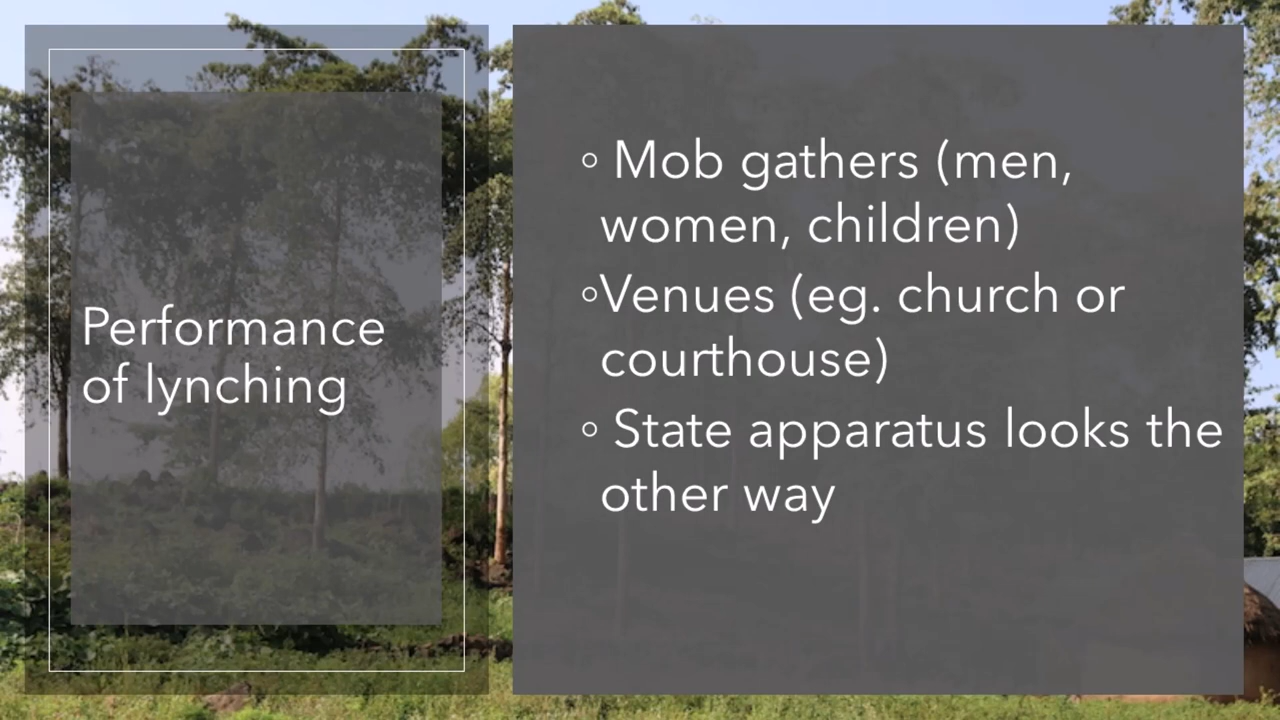 Performance
of lynching
◦ Mob gathers (men,
women, children)
◦Venues (eg. church or
courthouse)
◦ State apparatus looks the
other way